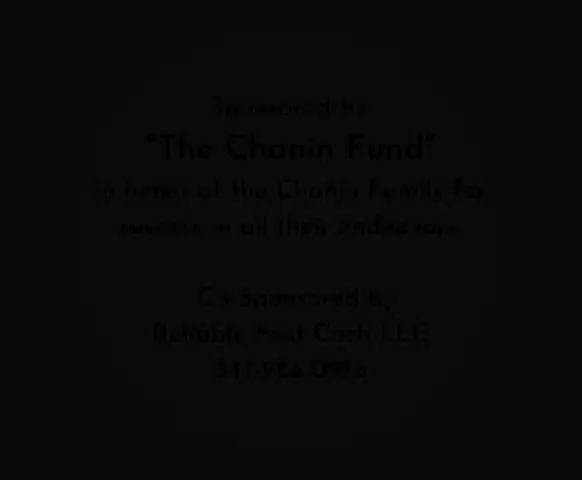 Sponsored by
"The Chanin Fund"
in honor of the Chanin Family for
success in all their endeavors
Co-Sponsored by
Reliable Fast Cash LLC